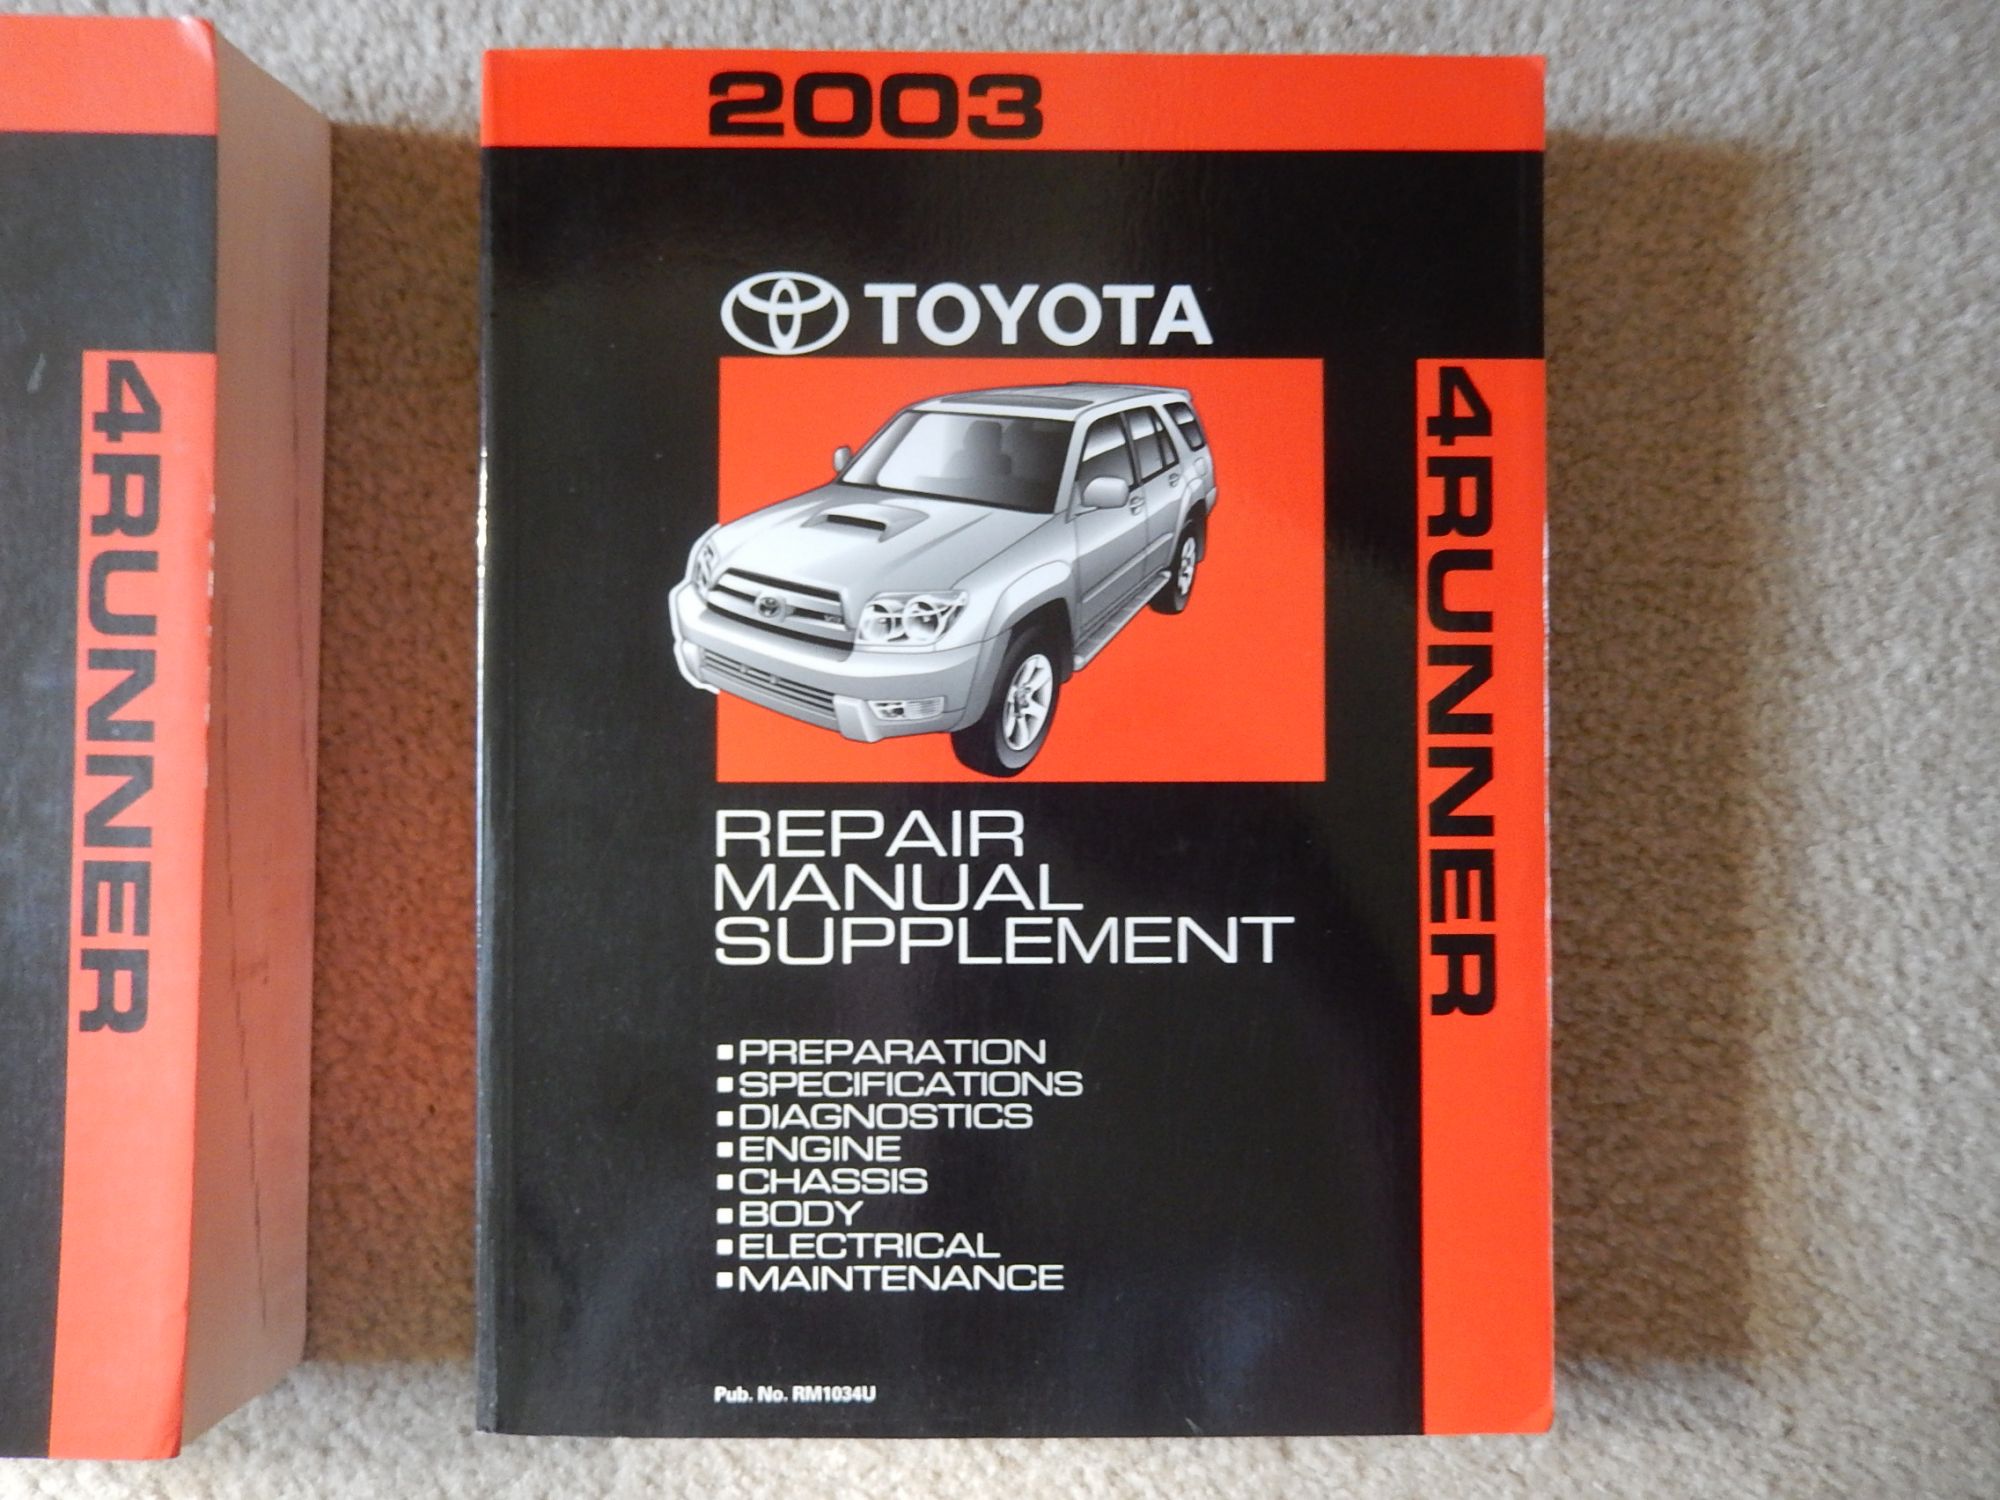 4RUNNER
2003
TOYOTA
4RUNNER
REPAIR
MANUAL
SUPPLEMENT
▪PREPARATION
▪SPECIFICATIONS
▪DIAGNOSTICS
▪ENGINE
▪CHASSIS
▪BODY
▪ELECTRICAL
▪MAINTENANCE
Pub. No. RM1034U